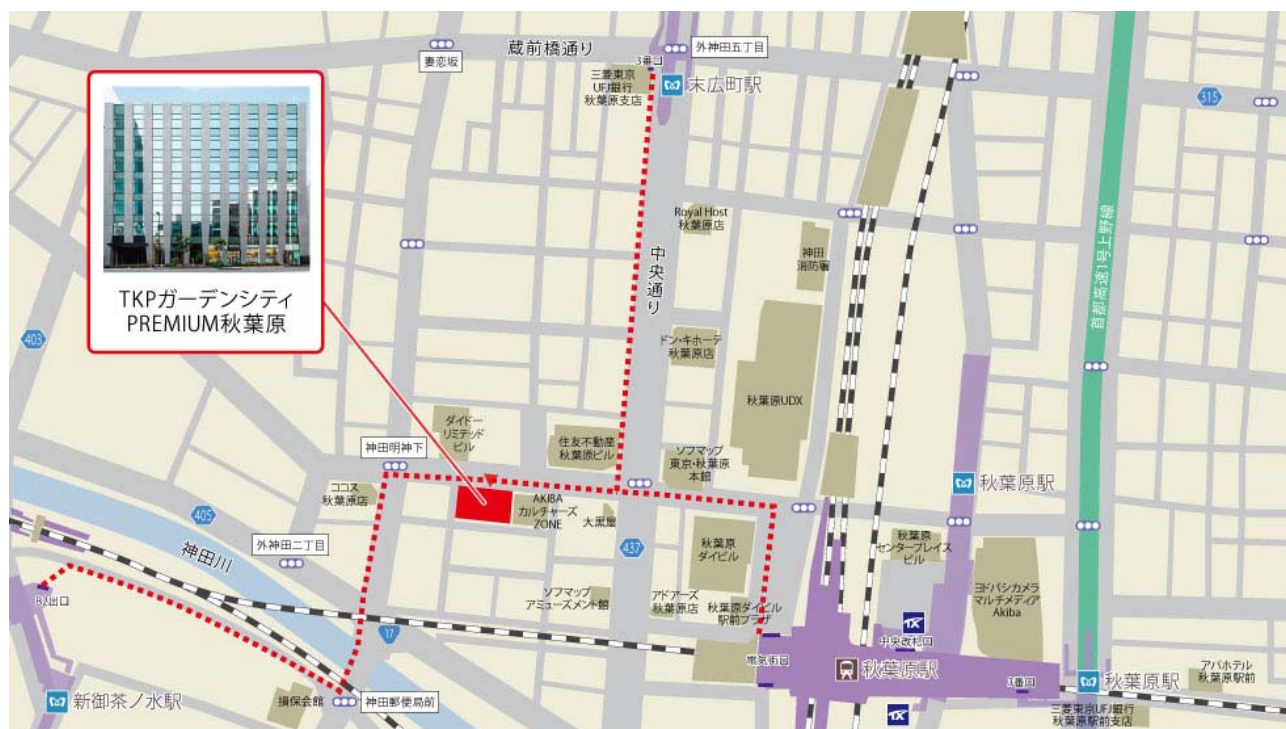 蔵前橋通り
外神田五丁目
妻恋坂
3番口
三菱東京
UFJ銀行
秋葉原支店
末広町駅
315
TKPガーデンシティ
PREMIUM秋葉原
Royal Host
秋葉原店
神田
消防署
中央通り
首都高速1号上野線
403
ドン・キホーテ
秋葉原店
秋葉原UDX
ダイドー
リミテッド
ビル
神田明神下
住友不動産
秋葉原ビル
ソフマップ
東京・秋葉原
本館
秋葉原駅
ココス
秋葉原店
AKIBA
カルチャーズ
ZONE
大黒屋
405
外神田二丁目
神田川
437
秋葉原
ダイビル
秋葉原
センタープレイス
ビル
ヨドバシカメラ
マルチメディア
Akiba
B2出口
ソフマップ
アミューズメント館
アドアーズ
秋葉原店
秋葉原ダイビル
駅前プラザ
17
TX
中央改札口
電気街口
秋葉原駅
3番口
秋葉原駅
アパホテル
秋葉原駅前
新御茶ノ水駅
損保会館
神田郵便局前
TX
三菱東京UFJ銀行
秋葉原駅前支店